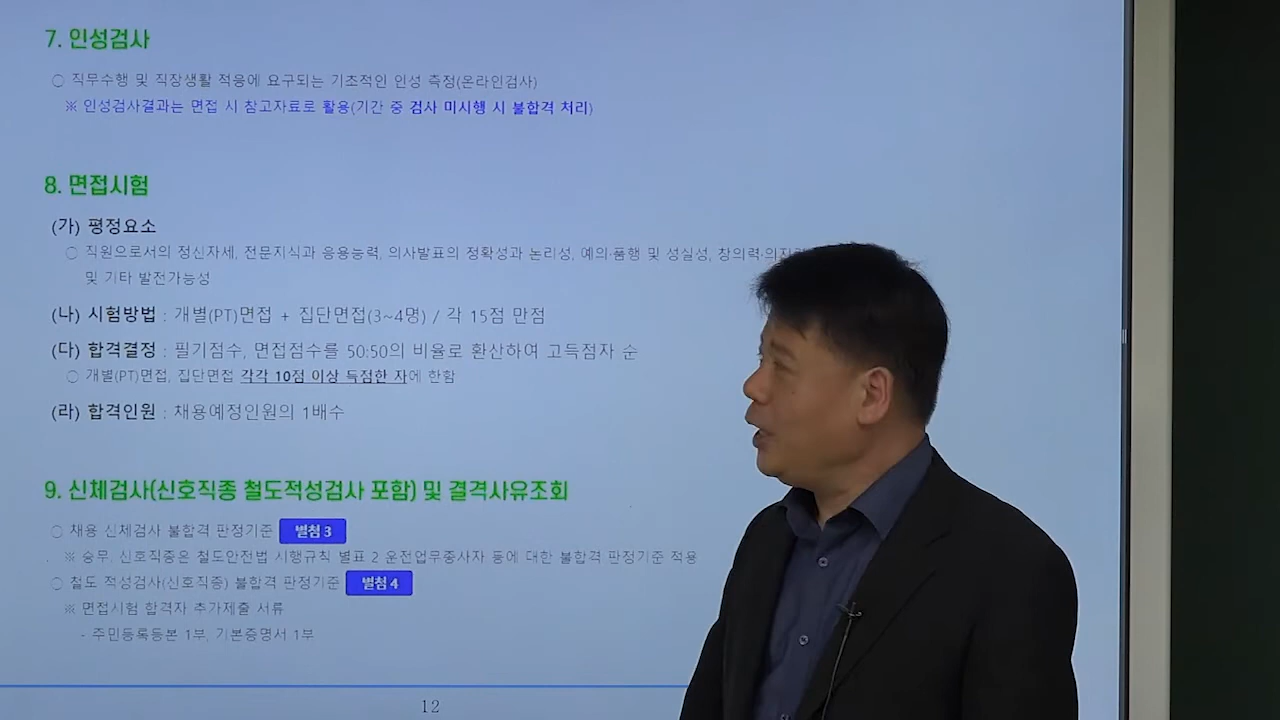 7. 인성검사
○ 직무수행 및 직장생활 적응에 요구되는 기초적인 인성 측정(온라인검사)
※ 인성검사결과는 면접 시 참고자료로 활용(기간 중 검사 미시행 시 불합격 처리)
8. 면접시험
(가) 평정요소
○ 직원으로서의 정신자세, 전문지식과 응용능력, 의사발표의 정확성과 논리성, 예의·품행 및 성실성, 창의력·의지력
및 기타 발전가능성
(나) 시험방법 : 개별(PT)면접 + 집단면접(3~4명) / 각 15점 만점
(다) 합격결정 : 필기점수, 면접점수를 50:50의 비율로 환산하여 고득점자 순
○ 개별(PT)면접, 집단면접 각각 10점 이상 득점한 자에 한함
(라) 합격인원 : 채용예정인원의 1배수
9. 신체검사(신호직종 철도적성검사 포함) 및 결격사유조회
○ 채용 신체검사 불합격 판정기준 별첨 3
※ 승무, 신호직종은 철도안전법 시행규칙 별표 2 운전업무종사자 등에 대한 불합격 판정기준 적용
○ 철도 적성검사(신호직종) 불합격 판정기준 별첨 4
※ 면접시험 합격자 추가제출 서류
- 주민등록등본 1부, 기본증명서 1부
12